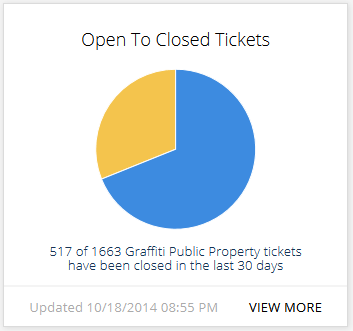 Open To Closed Tickets
517 of 1663 Graffiti Public Property tickets
have been closed in the last 30 days
Updated 10/18/2014 08:55 PM
VIEW MORE